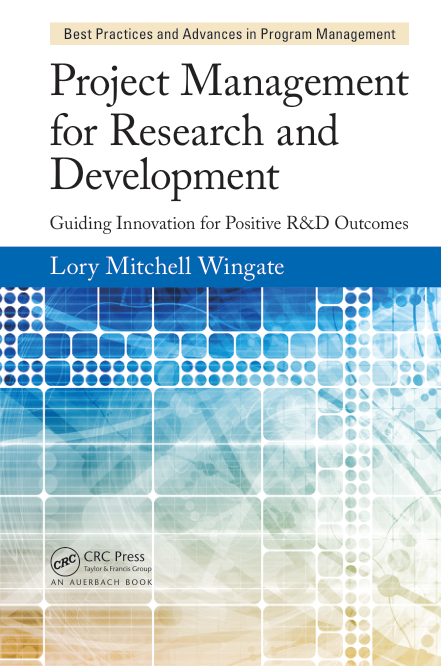 Best Practices and Advances in Program Management
Project Management
for Research and
Development
Guiding Innovation for Positive R&D Outcomes
Lory Mitchell Wingate
CRC
CRC Press
Taylor & Francis Group
AN AUERBACH BOOK